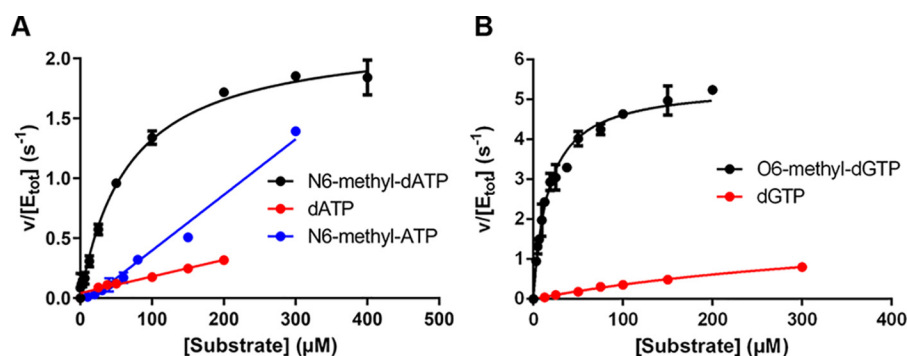 A
v/[Etot] (s-1)
2.0
1.5
1.0
0.5
0.0
0
100
200
300
400
500
[Substrate] (µM)
N6-methyl-dATP
dATP
N6-methyl-ATP
B
v/[Etot] (s-1)
6
5
4
3
2
1
0
0
100
200
300
400
[Substrate] (µM)
O6-methyl-dGTP
dGTP